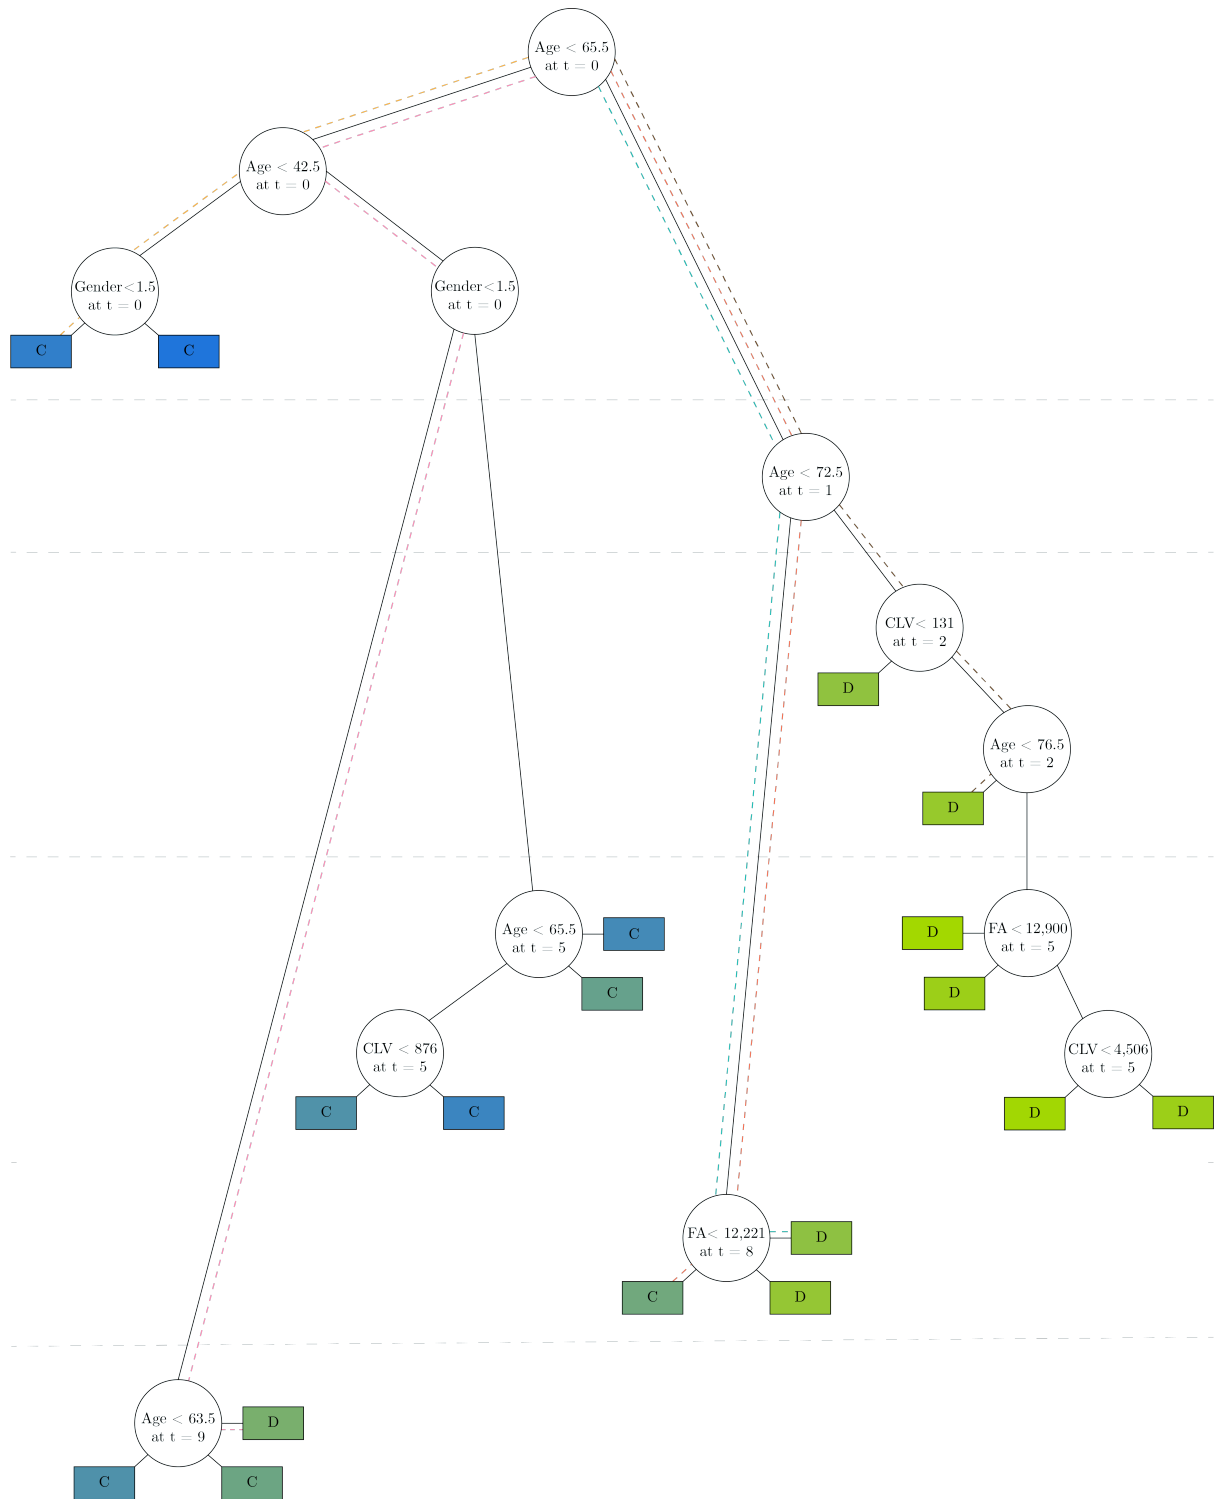 Age < 65.5
at t = 0
Age < 42.5
at t = 0
Gender<1.5
at t = 0
Gender<1.5
at t = 0
C
C
Age < 72.5
at t = 1
CLV< 131
at t = 2
D
Age < 76.5
at t = 2
D
Age < 65.5
at t = 5
C
C
FA<12,900
at t = 5
D
D
CLV < 876
at t = 5
C
C
CLV<4,506
at t = 5
D
D
FA< 12,221
at t = 8
D
C
D
Age < 63.5
at t = 9
D
C
C